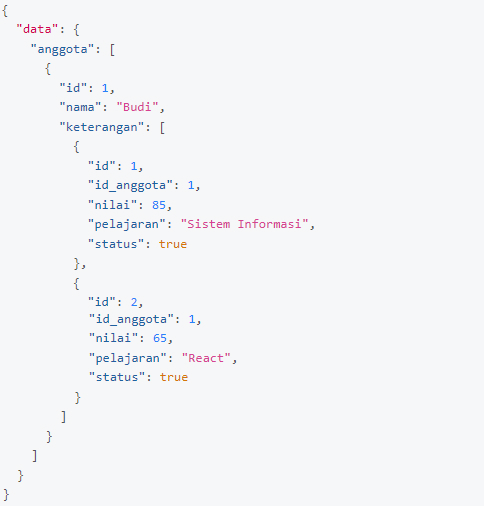 {
"data": {
"anggota": [
{
"id": 1,
"nama": "Budi",
"keterangan": [
{
"id": 1,
"id_anggota": 1,
"nilai": 85,
"pelajaran": "Sistem Informasi",
"status": true
},
{
"id": 2,
"id_anggota": 1,
"nilai": 65,
"pelajaran": "React",
"status": true
}
]
}
]
}
}